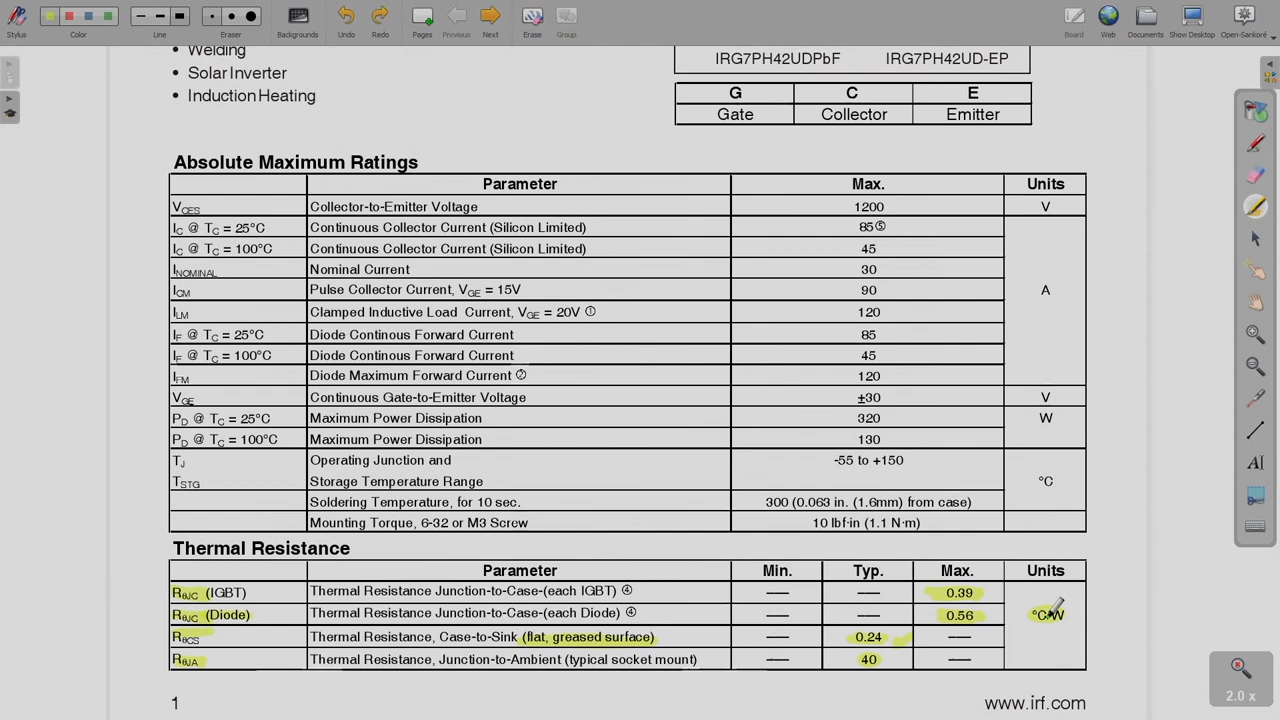 Stylus Color Line Eraser Backgrounds Undo Redo Pages Previous Next Erase Group Board Web Documents Show Desktop Open-Sankoré
• Welding
• Solar Inverter
• Induction Heating
IRG7PH42UDPbF IRG7PH42UD-EP
G C E
Gate Collector Emitter
Absolute Maximum Ratings
Parameter Max. Units
VCES Collector-to-Emitter Voltage 1200 V
IC @ TC = 25°C Continuous Collector Current (Silicon Limited) 85⑤
IC @ TC = 100°C Continuous Collector Current (Silicon Limited) 45
INOMINAL Nominal Current 30
ICM Pulse Collector Current, VGE = 15V 90 A
ILM Clamped Inductive Load Current, VGE = 20V ① 120
IF @ TC = 25°C Diode Continous Forward Current 85
IF @ TC = 100°C Diode Continous Forward Current 45
IFM Diode Maximum Forward Current ② 120
VGE Continuous Gate-to-Emitter Voltage ±30 V
PD @ TC = 25°C Maximum Power Dissipation 320 W
PD @ TC = 100°C Maximum Power Dissipation 130
TJ Operating Junction and -55 to +150
TSTG Storage Temperature Range °C
Soldering Temperature, for 10 sec. 300 (0.063 in. (1.6mm) from case)
Mounting Torque, 6-32 or M3 Screw 10 lbf·in (1.1 N·m)
Thermal Resistance
Parameter Min. Typ. Max. Units
RθJC (IGBT) Thermal Resistance Junction-to-Case-(each IGBT) ④ –– –– 0.39
RθJC (Diode) Thermal Resistance Junction-to-Case-(each Diode) ④ –– –– 0.56 °C/W
RθCS Thermal Resistance, Case-to-Sink (flat, greased surface) –– 0.24 ––
RθJA Thermal Resistance, Junction-to-Ambient (typical socket mount) –– 40 ––
1 www.irf.com
2.0 x